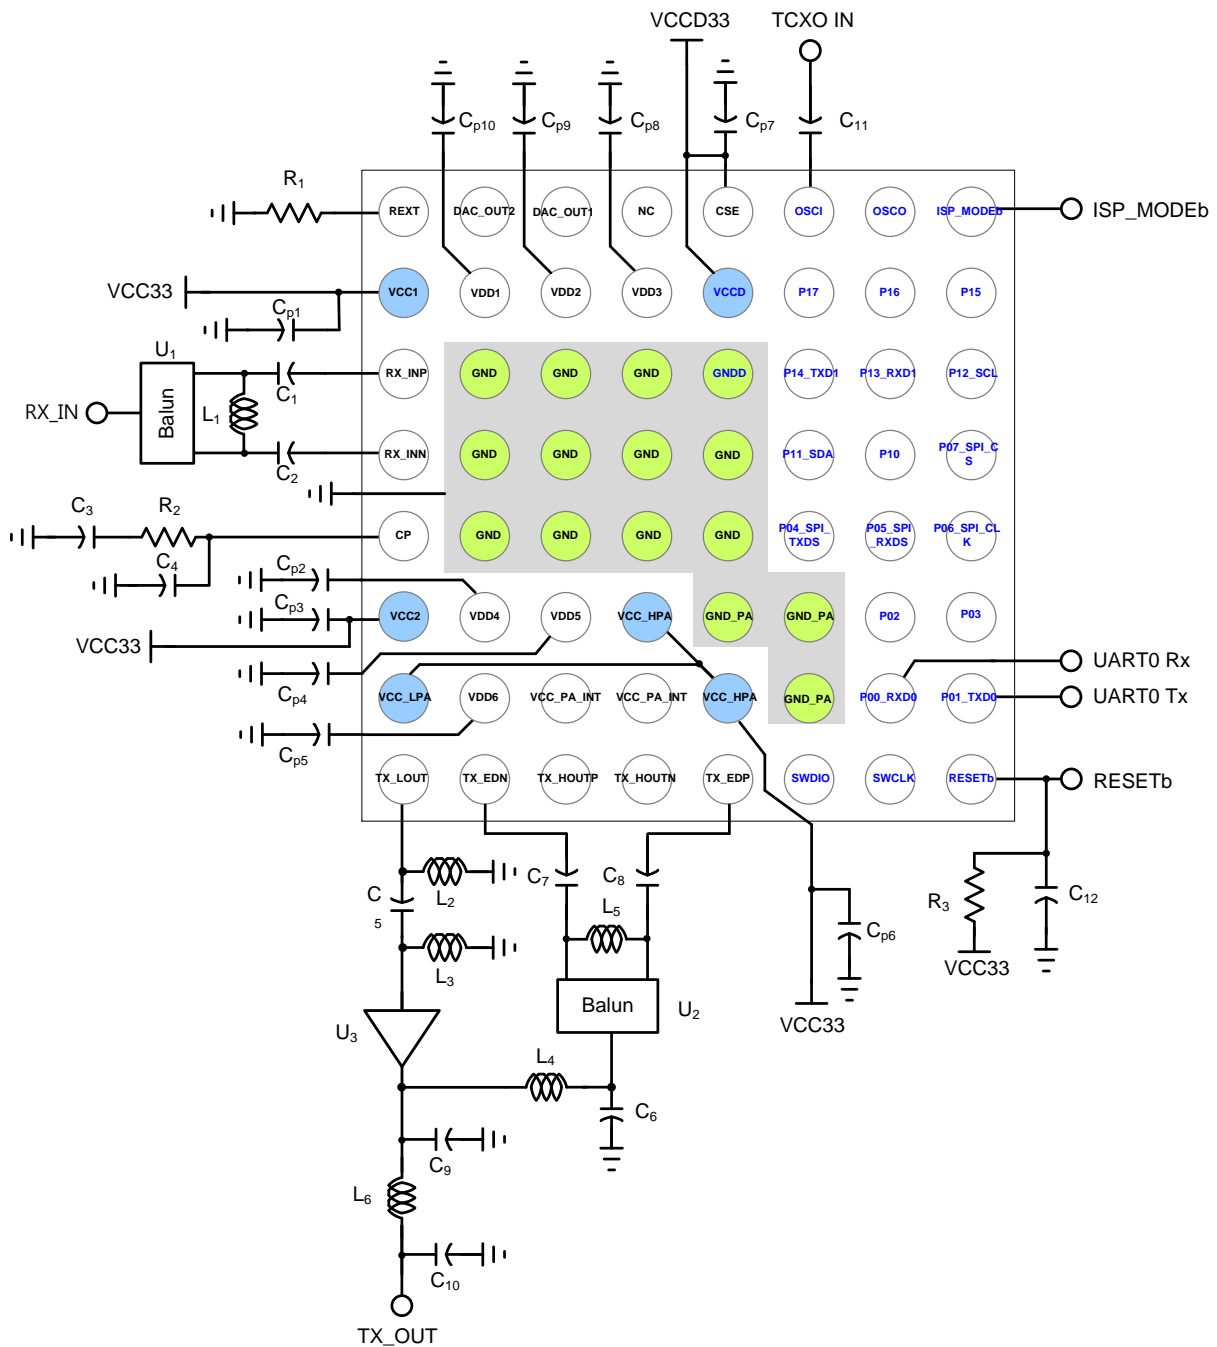 VCCD33 TCXO IN
Cp10 Cp9 Cp8 Cp7 C11
R1
REXT DAC_OUT2 DAC_OUT1 NC CSE OSCI OSCO ISP_MODEb ISP_MODEb
VCC33 VCC1 VDD1 VDD2 VDD3 VCCD P17 P16 P15
Cp1
U1
RX_INP GND GND GND GNDD P14_TXD1 P13_RXD1 P12_SCL
C1
RX_IN Balun L1
RX_INN GND GND GND GND P11_SDA P10 P07_SPI_C
S
C2
C3 R2
CP GND GND GND GND P04_SPI_
TXDS P05_SPI
_RXDS P06_SPI_CL
K
C4
Cp2
Cp3
VCC2 VDD4 VDD5 VCC_HPA GND_PA GND_PA P02 P03
VCC33
UART0 Rx
Cp4
VCC_LPA VDD6 VCC_PA_INT VCC_PA_INT VCC_HPA GND_PA P00_RXD0 P01_TXD0 UART0 Tx
Cp5
TX_LOUT TX_EDN TX_HOUTP TX_HOUTN TX_EDP SWDIO SWCLK RESETb RESETb
C7 C8
C
5
L2
L5
R3 C12
Cp6
L3
VCC33
Balun U2
VCC33
U3
L4
C6
C9
L6
C10
TX_OUT